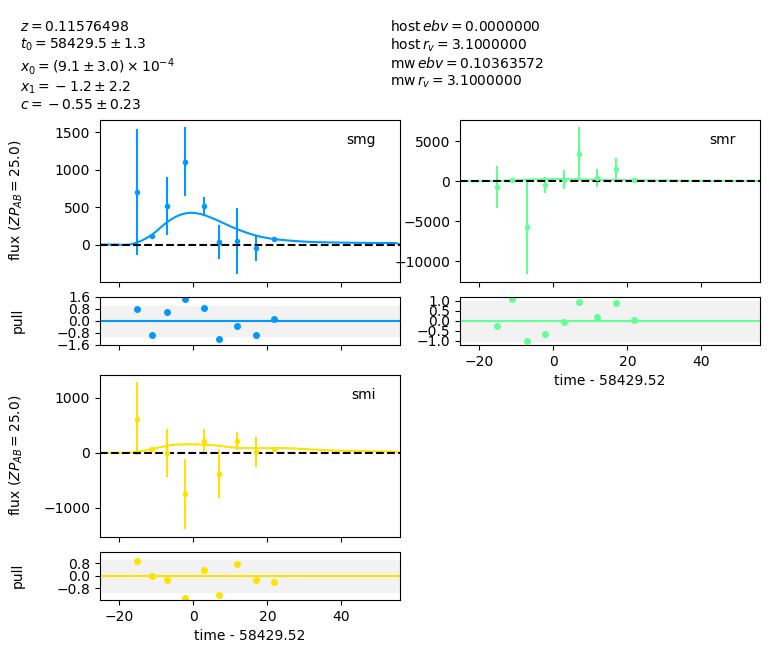 z = 0.11576498
t₀ = 58429.5 ± 1.3
x₀ = (9.1 ± 3.0) × 10⁻⁴
x₁ = −1.2 ± 2.2
c = −0.55 ± 0.23
host ebv = 0.0000000
host r_v = 3.1000000
mw ebv = 0.10363572
mw r_v = 3.1000000
smg
flux (ZP_AB = 25.0)
1500
1000
500
0
smr
5000
0
−5000
−10000
pull
1.6
0.8
0.0
−0.8
−1.6
1.0
0.5
0.0
−0.5
−1.0
−20 0 20 40
time - 58429.52
smi
flux (ZP_AB = 25.0)
1000
0
−1000
pull
0.8
0.0
−0.8
−20 0 20 40
time - 58429.52